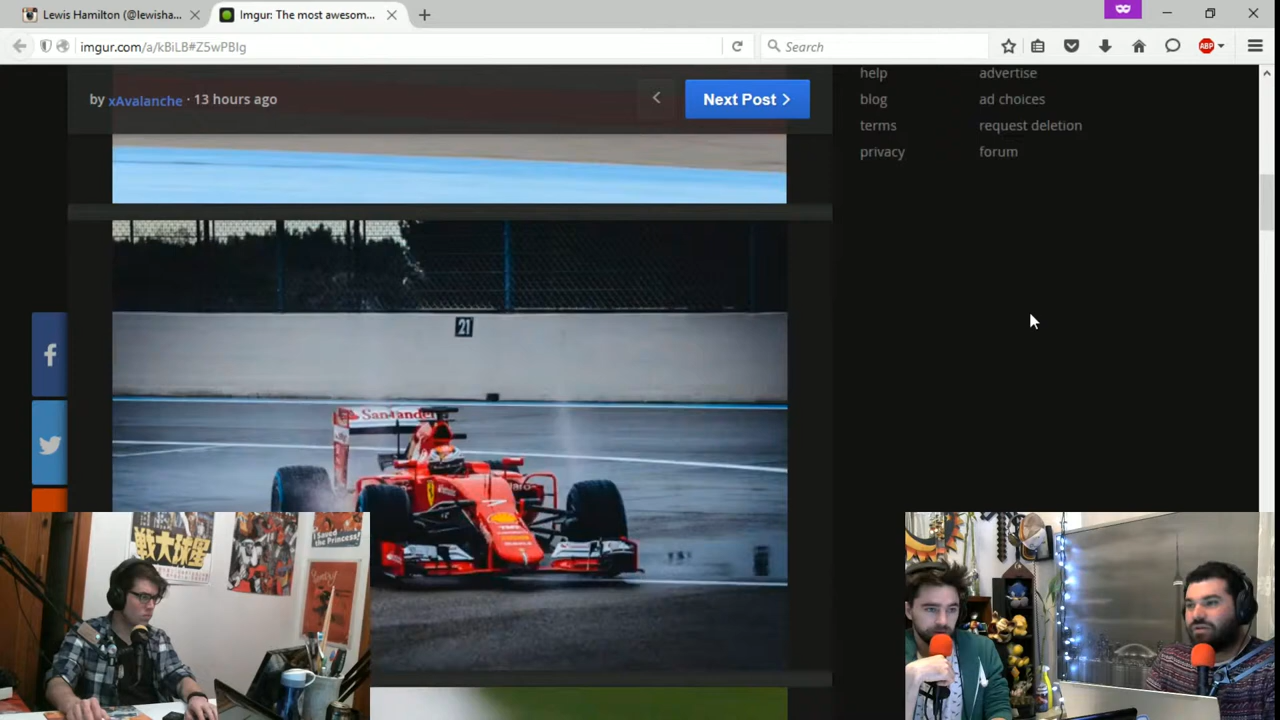 Lewis Hamilton (@lewisha...
Imgur: The most awesom...
imgur.com/a/kBiLB#Z5wPBIg
Search
ABP
by xAvalanche · 13 hours ago
Next Post
help
advertise
blog
ad choices
terms
request deletion
privacy
forum
21
Santander
I Saved
the Princess